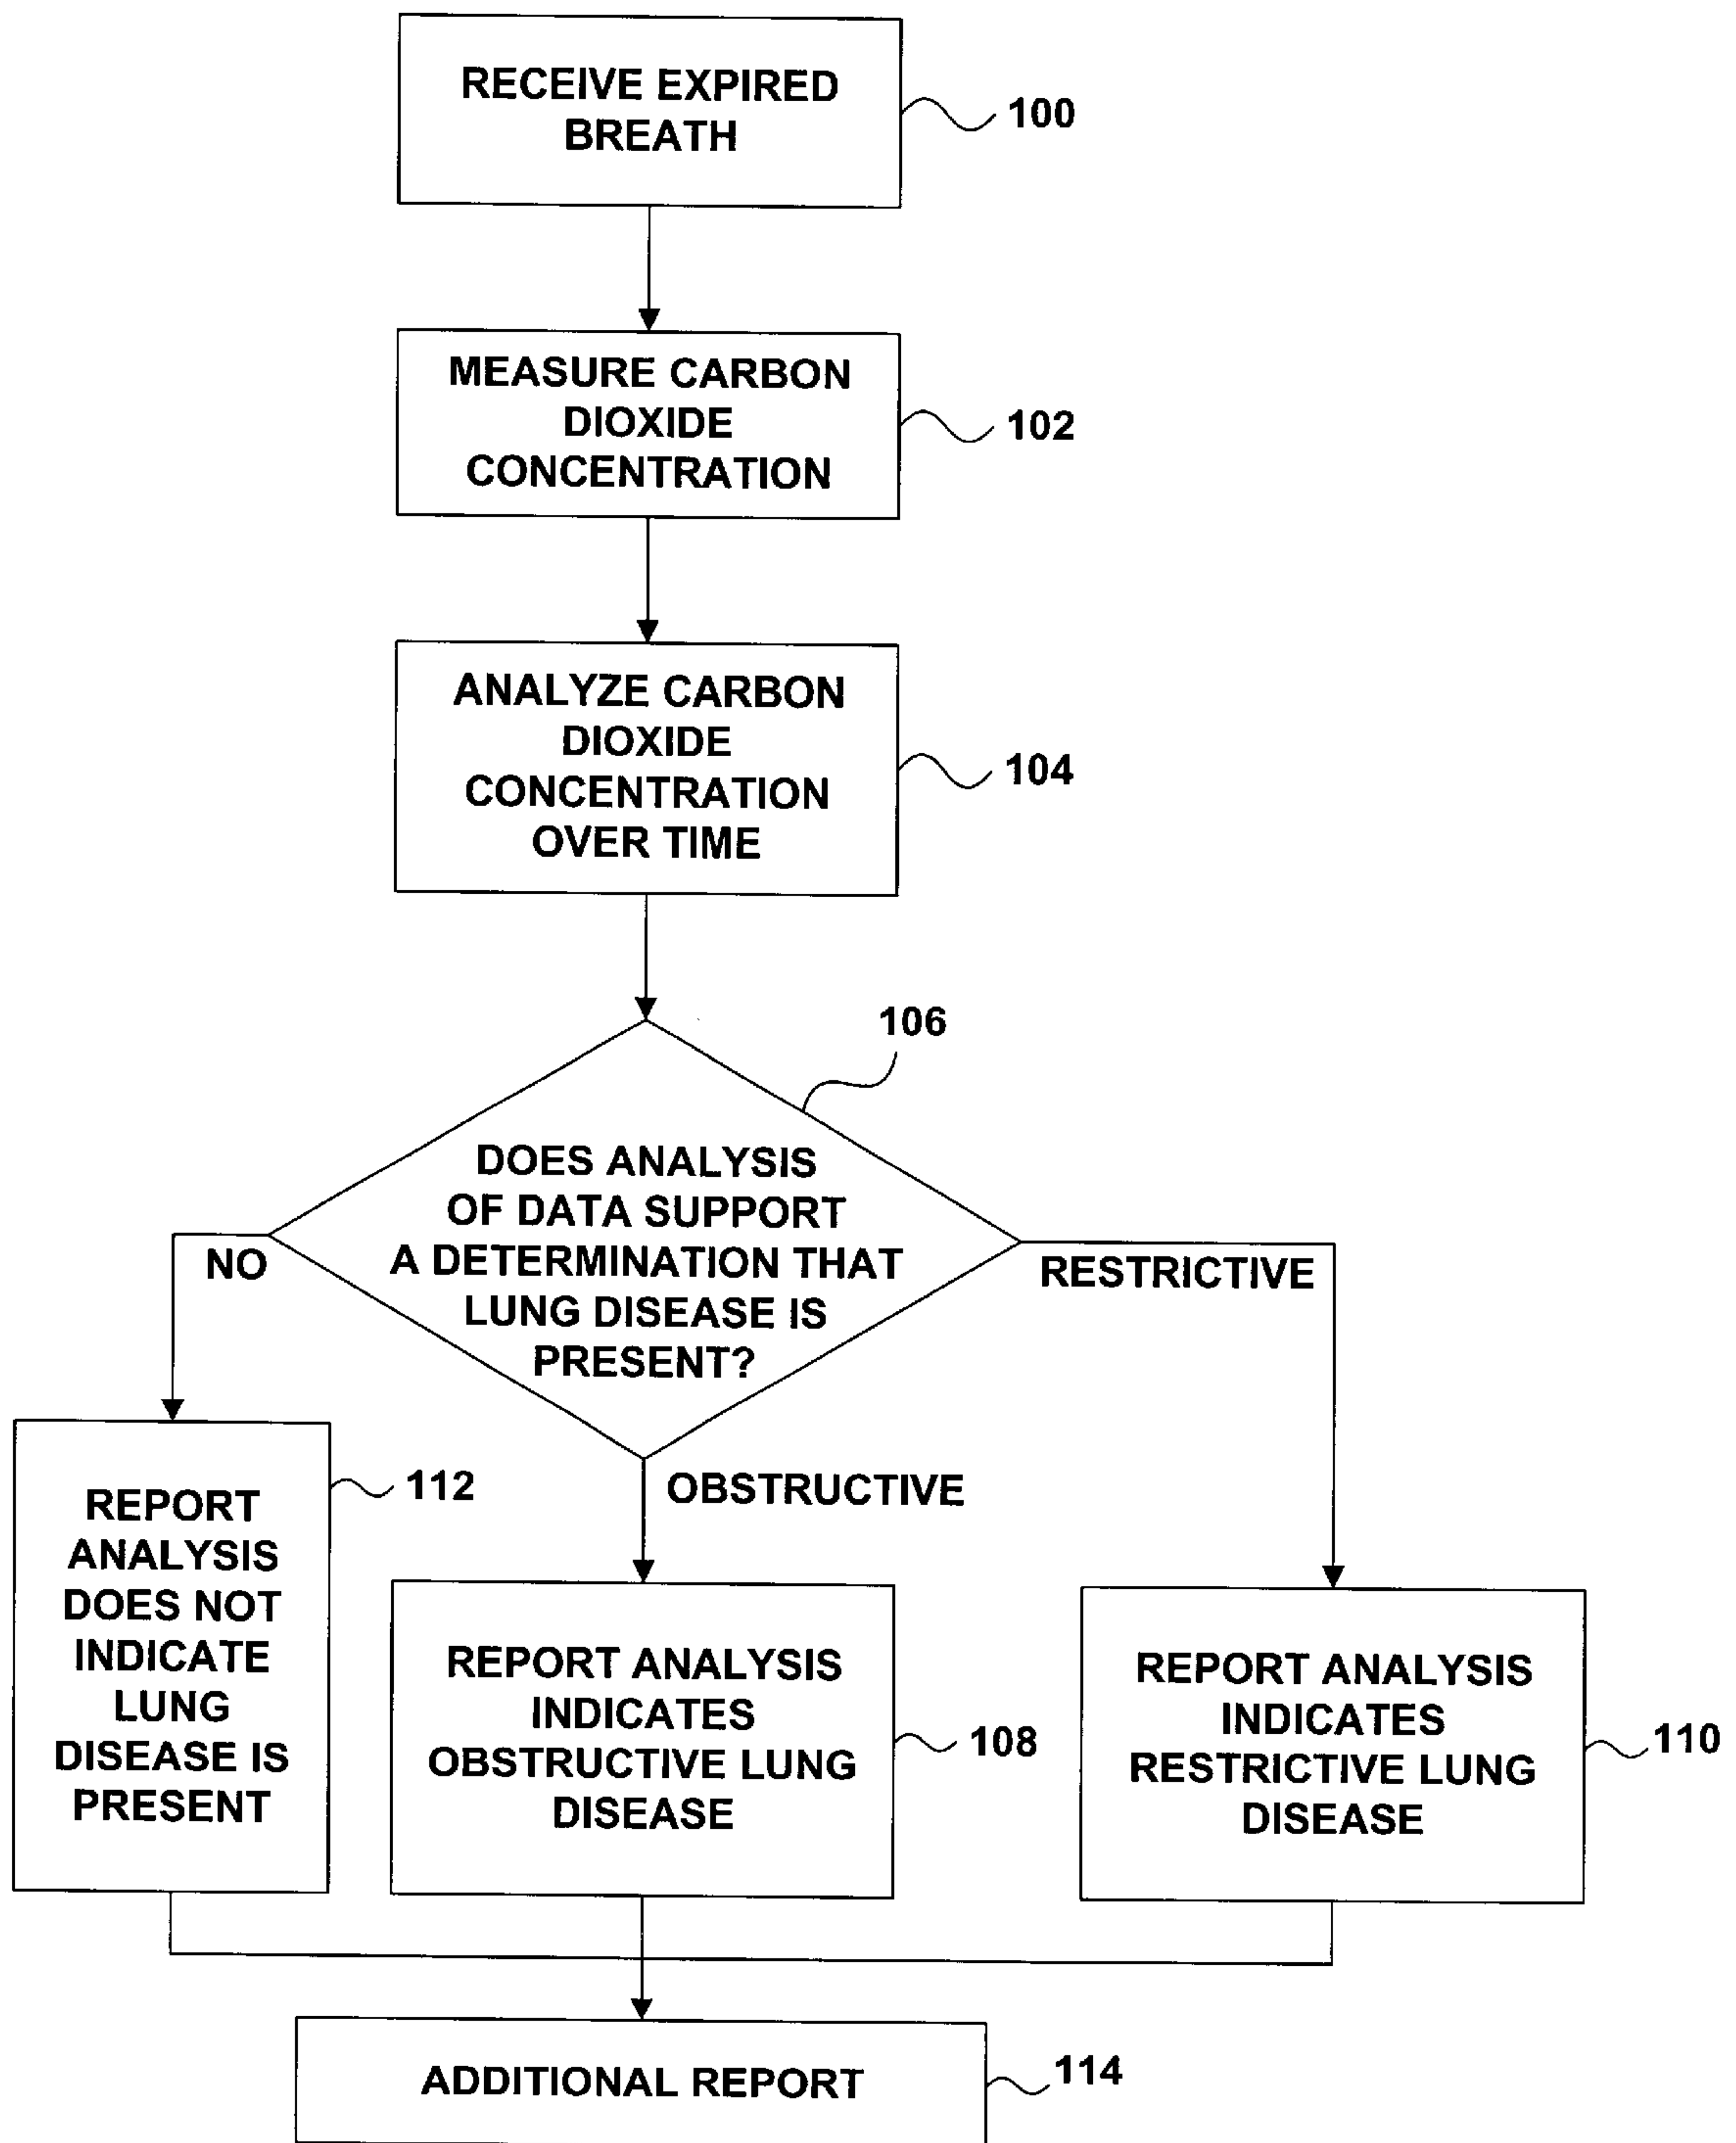 RECEIVE EXPIRED
BREATH
100
MEASURE CARBON
DIOXIDE
CONCENTRATION
102
ANALYZE CARBON
DIOXIDE
CONCENTRATION
OVER TIME
104
106
DOES ANALYSIS
OF DATA SUPPORT
A DETERMINATION THAT
LUNG DISEASE IS
PRESENT?
NO
RESTRICTIVE
OBSTRUCTIVE
REPORT
ANALYSIS
DOES NOT
INDICATE
LUNG
DISEASE IS
PRESENT
112
REPORT ANALYSIS
INDICATES
OBSTRUCTIVE LUNG
DISEASE
108
REPORT ANALYSIS
INDICATES
RESTRICTIVE LUNG
DISEASE
110
ADDITIONAL REPORT
114